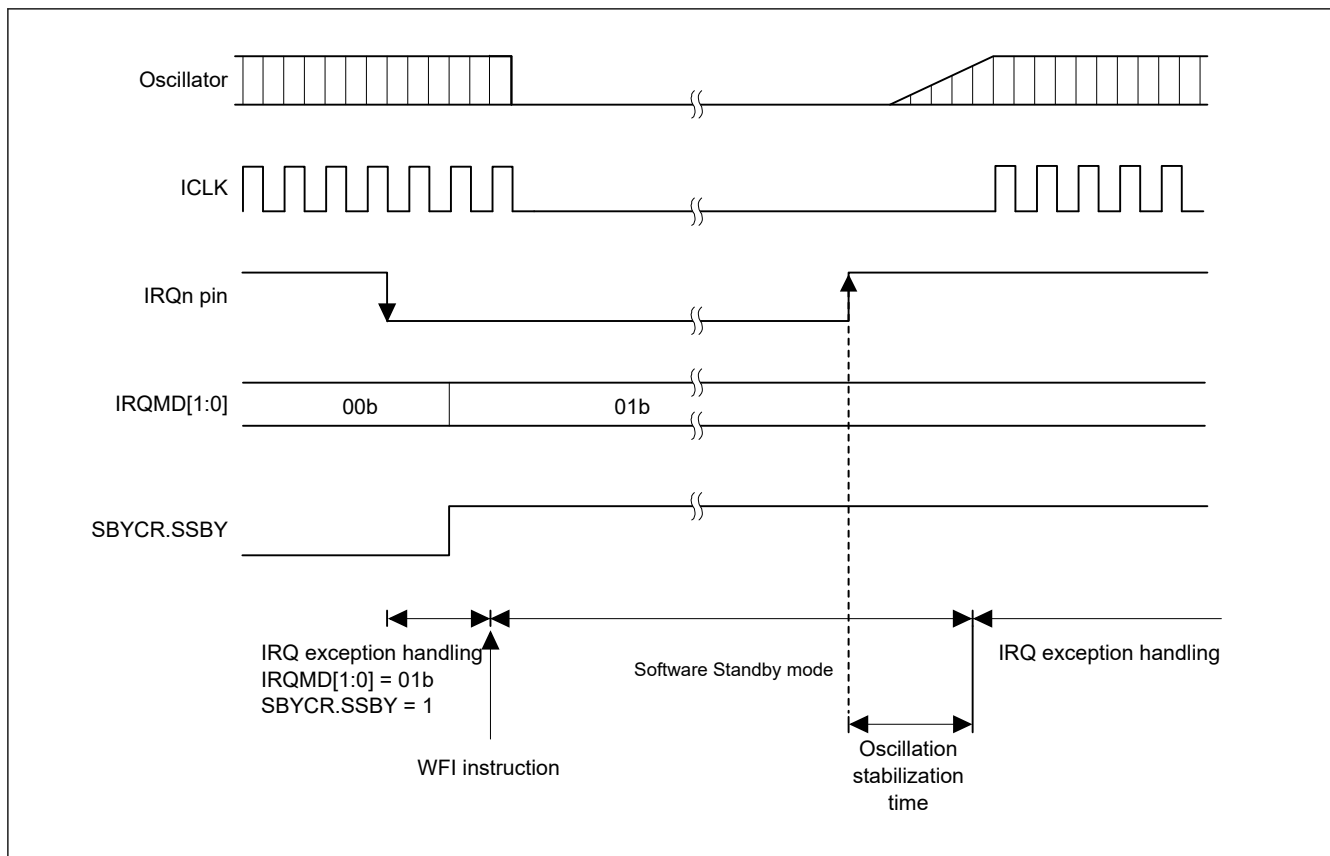 Oscillator
ICLK
IRQn pin
IRQMD[1:0]
00b
01b
SBYCR.SSBY
IRQ exception handling
IRQMD[1:0] = 01b
SBYCR.SSBY = 1
Software Standby mode
IRQ exception handling
WFI instruction
Oscillation
stabilization
time